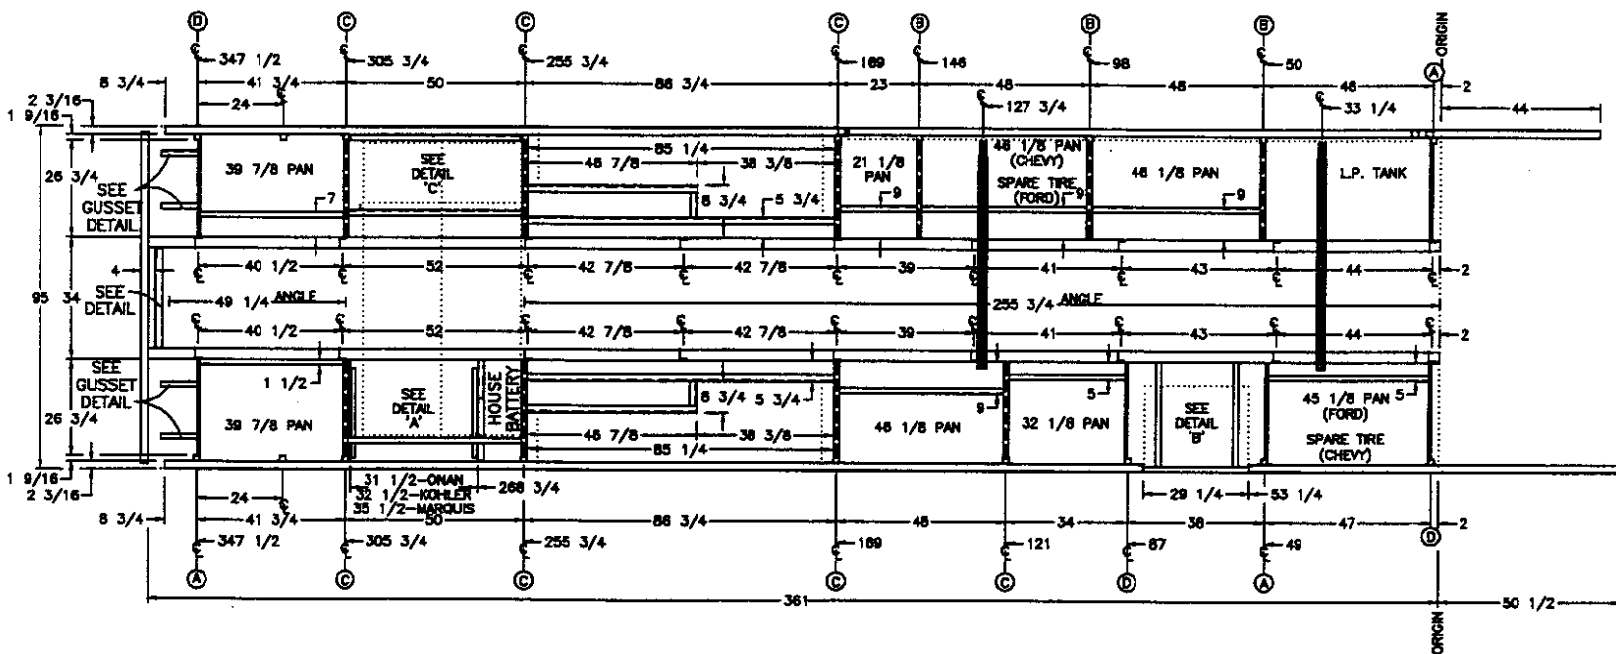 D C C C B B B ORIGIN
347 1/2 305 3/4 255 3/4 169 146 98 50 A
8 3/4 41 3/4 50 86 3/4 23 48 48 48 2
24 127 3/4 33 1/4 44
2 3/16
1 9/16
26 3/4
SEE
GUSSET
DETAIL
39 7/8 PAN
7
SEE
DETAIL
'C'
85 1/4
46 7/8 38 3/8
8 3/4 5 3/4
21 1/8
PAN
9
46 1/8 PAN
(CHEVY)
SPARE TIRE
(FORD)
9
46 1/8 PAN
9
L.P. TANK
4 40 1/2 52 42 7/8 42 7/8 39 41 43 44 2
95 34
SEE
DETAIL
49 1/4 ANGLE 255 3/4 ANGLE
40 1/2 52 42 7/8 42 7/8 39 41 43 44 2
SEE
GUSSET
DETAIL
26 3/4
1 1/2
39 7/8 PAN
SEE
DETAIL
'A'
HOUSE
BATTERY
8 3/4 5 3/4
46 7/8 38 3/8
85 1/4
9
46 1/8 PAN
5
32 1/8 PAN
SEE
DETAIL
'B'
45 1/8 PAN
(FORD)
5
SPARE TIRE
(CHEVY)
1 9/16
2 3/16
24
31 1/2-ONAN
32 1/2-KOHLER
35 1/2-MARQUIS
268 3/4
29 1/4 53 1/4
8 3/4 41 3/4 50 86 3/4 48 34 38 47 2
347 1/2 305 3/4 255 3/4 169 121 87 49 D
A C C C C D A
361 50 1/2
ORIGIN